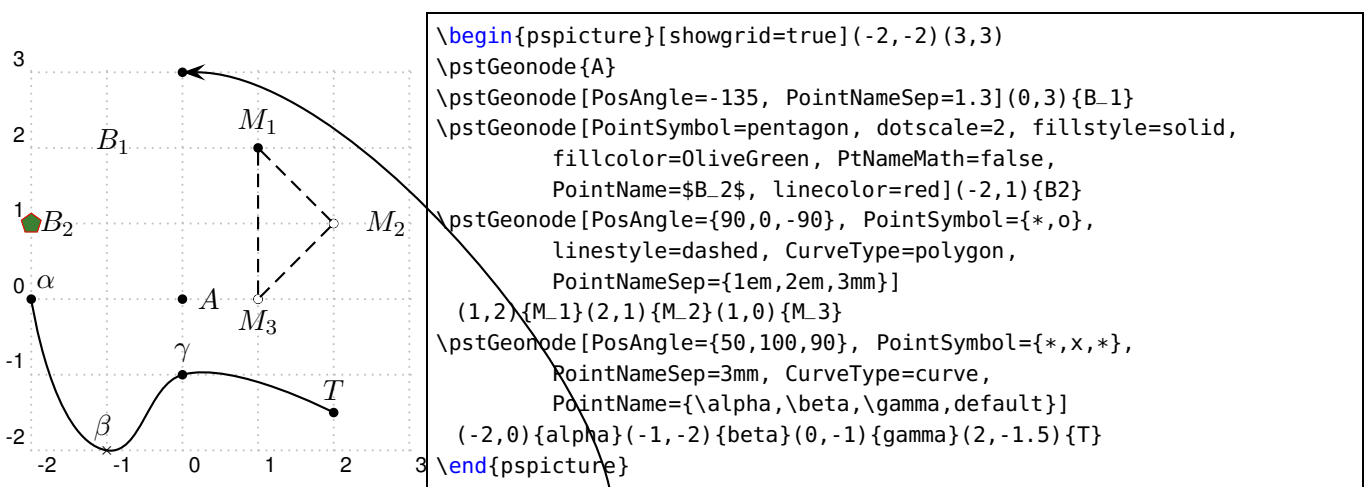 3
2
1
0
-1
-2
-2 -1 0 1 2 3
M₁
B₁
B₂
M₂
α
A
M₃
γ
T
β
\begin{pspicture}[showgrid=true](-2,-2)(3,3)
\pstGeonode{A}
\pstGeonode[PosAngle=-135, PointNameSep=1.3](0,3){B_1}
\pstGeonode[PointSymbol=pentagon, dotscale=2, fillstyle=solid,
fillcolor=OliveGreen, PtNameMath=false,
PointName=$B_2$, linecolor=red](-2,1){B2}
\pstGeonode[PosAngle={90,0,-90}, PointSymbol={*,o},
linestyle=dashed, CurveType=polygon,
PointNameSep={1em,2em,3mm}]
(1,2){M_1}(2,1){M_2}(1,0){M_3}
\pstGeonode[PosAngle={50,100,90}, PointSymbol={*,x,*},
PointNameSep=3mm, CurveType=curve,
PointName={\alpha,\beta,\gamma,default}]
(-2,0){alpha}(-1,-2){beta}(0,-1){gamma}(2,-1.5){T}
\end{pspicture}